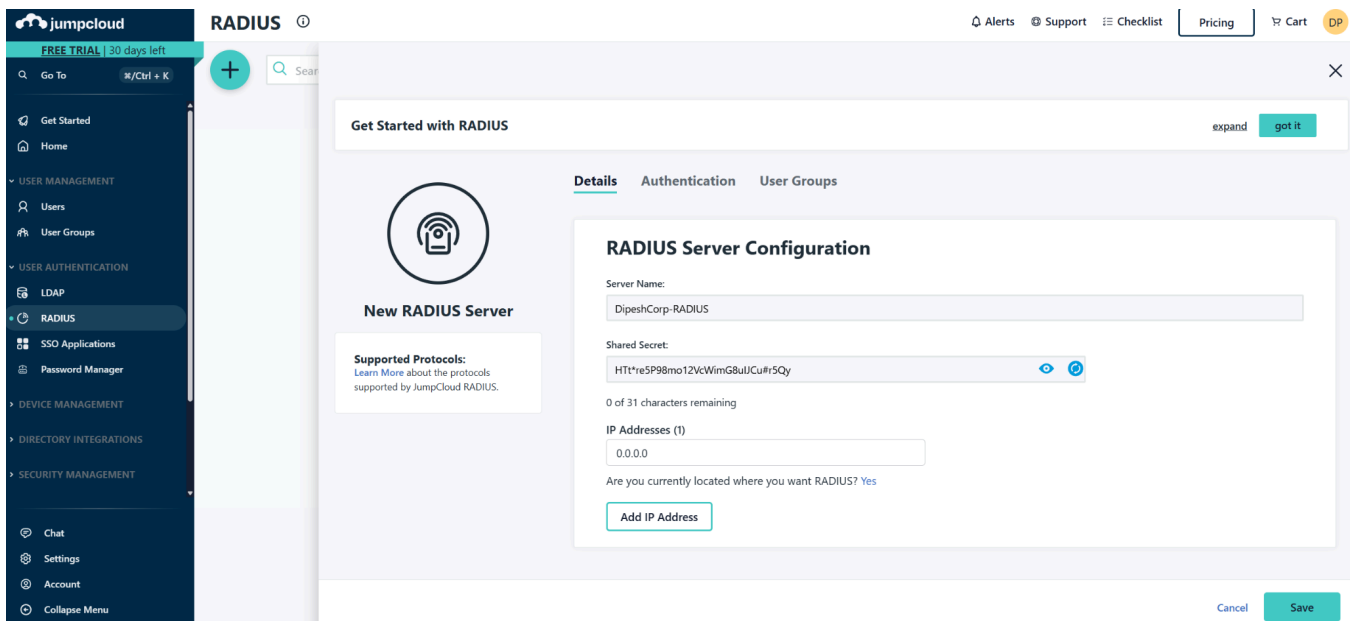 jumpcloud
FREE TRIAL | 30 days left
Go To ⌘/Ctrl + K
Get Started
Home
USER MANAGEMENT
Users
User Groups
USER AUTHENTICATION
LDAP
RADIUS
SSO Applications
Password Manager
DEVICE MANAGEMENT
DIRECTORY INTEGRATIONS
SECURITY MANAGEMENT
Chat
Settings
Account
Collapse Menu
RADIUS
Alerts Support Checklist Pricing Cart DP
Sear
Get Started with RADIUS expand got it
New RADIUS Server
Supported Protocols:
Learn More about the protocols
supported by JumpCloud RADIUS.
Details Authentication User Groups
RADIUS Server Configuration
Server Name:
DipeshCorp-RADIUS
Shared Secret:
0 of 31 characters remaining
IP Addresses (1)
0.0.0.0
Are you currently located where you want RADIUS? Yes
Add IP Address
Cancel Save